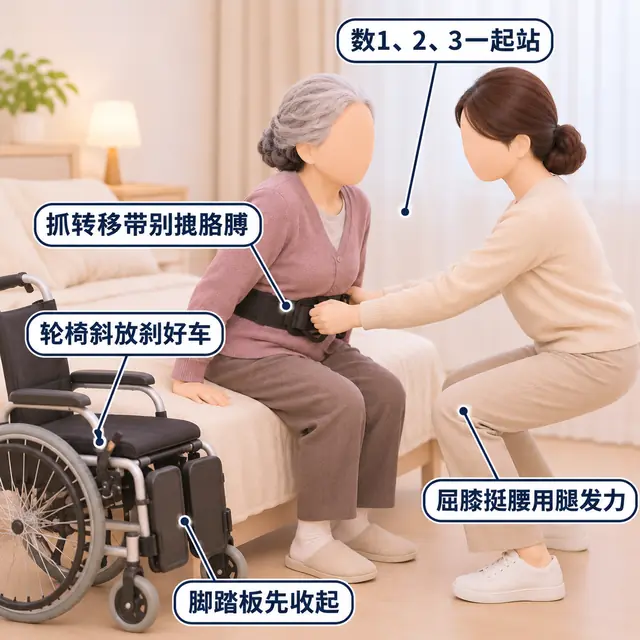 数1、2、3一起站
抓转移带别拽胳膊
轮椅斜放刹好车
屈膝挺腰用腿发力
脚踏板先收起